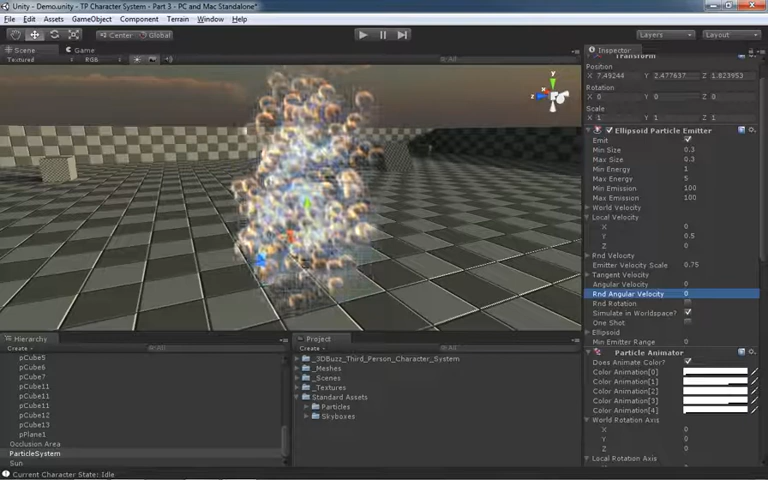 Unity - Demo.unity - TP Character System - Part 3 - PC and Mac Standalone*
File Edit Assets GameObject Component Terrain Window Help
Center Global
Layers
Layout
Scene
Game
Textured
RGB
All
y
x
z
Inspector
Transform
Position
X 7.49244 Y 2.477637 Z 1.823953
Rotation
X 0 Y 0 Z 0
Scale
X 1 Y 1 Z 1
Ellipsoid Particle Emitter
Emit
Min Size 0.3
Max Size 0.3
Min Energy 1
Max Energy 5
Min Emission 100
Max Emission 100
World Velocity
Local Velocity
X 0
Y 0.5
Z 0
Rnd Velocity
Emitter Velocity Scale 0.75
Tangent Velocity
Angular Velocity 0
Rnd Angular Velocity 0
Rnd Rotation
Simulate in Worldspace?
One Shot
Ellipsoid
Min Emitter Range 0
Particle Animator
Does Animate Color?
Color Animation[0]
Color Animation[1]
Color Animation[2]
Color Animation[3]
Color Animation[4]
World Rotation Axis
X 0
Y 0
Z 0
Local Rotation Axis
X 0
Hierarchy
Create
All
pCube5
pCube6
pCube7
pCube11
pCube11
pCube11
pCube12
pCube13
pPlane1
Occlusion Area
ParticleSystem
Sun
Project
Create
All
_3DBuzz_Third_Person_Character_System
_Meshes
_Scenes
_Textures
Standard Assets
Particles
Skyboxes
Current Character State: Idle